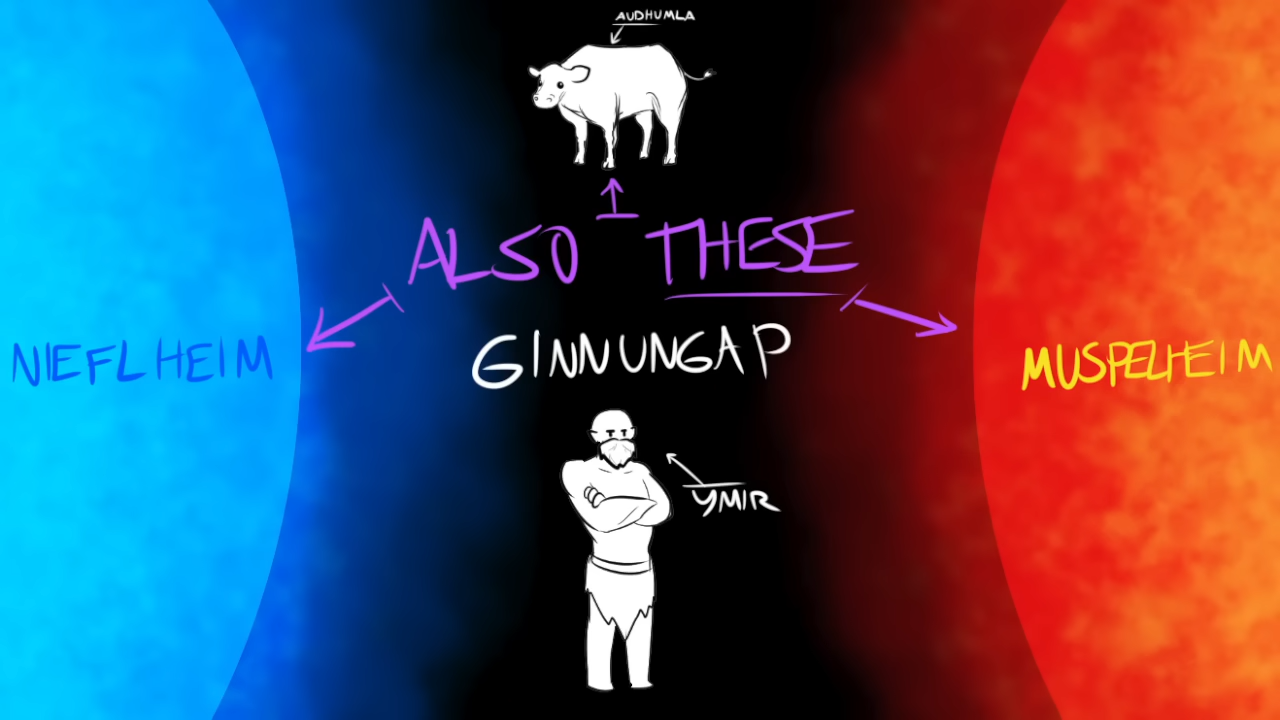 AUDHUMLA
ALSO THESE
GINNUNGAP
NIEFLHEIM
MUSPELHEIM
YMIR